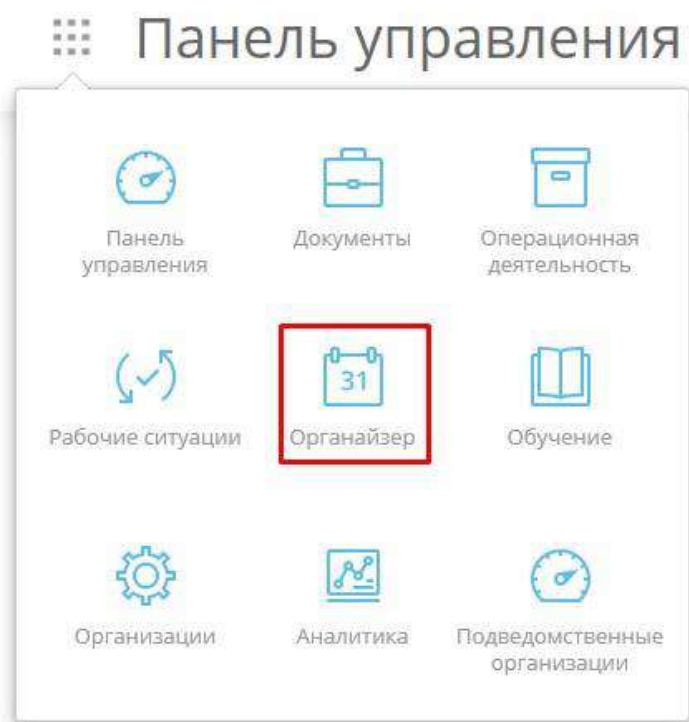 Панель управления
Панель
управления
Документы
Операционная
деятельность
Рабочие ситуации
31
Органайзер
Обучение
Организации
Аналитика
Подведомственные
организации